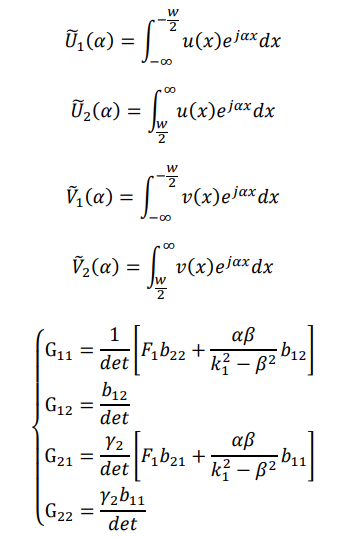 Ũ₁(α) = ∫_{-∞}^{-w/2} u(x)e^{jαx}dx
Ũ₂(α) = ∫_{w/2}^{∞} u(x)e^{jαx}dx
Ṽ₁(α) = ∫_{-∞}^{-w/2} v(x)e^{jαx}dx
Ṽ₂(α) = ∫_{w/2}^{∞} v(x)e^{jαx}dx
G₁₁ = 1/det [F₁b₂₂ + αβ/(k₁² − β²) b₁₂]
G₁₂ = b₁₂/det
G₂₁ = γ₂/det [F₁b₂₁ + αβ/(k₁² − β²) b₁₁]
G₂₂ = γ₂b₁₁/det